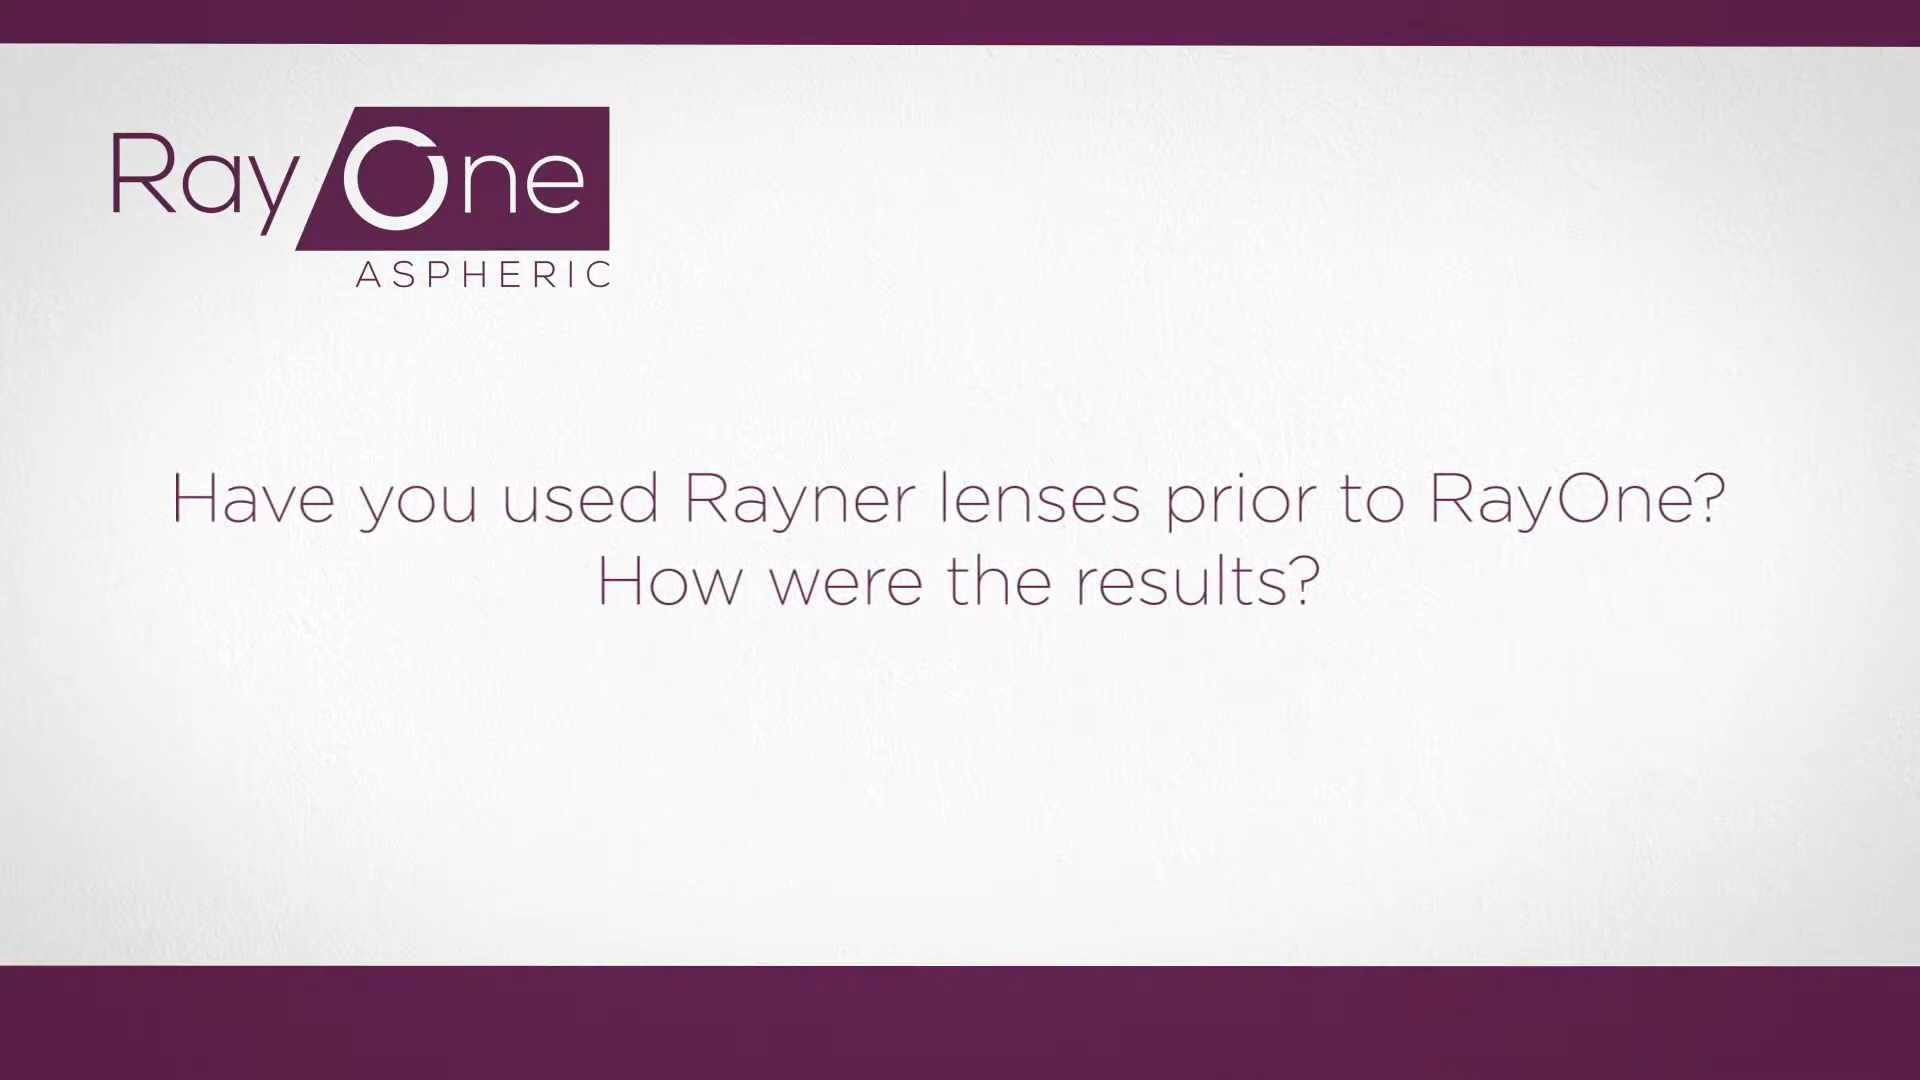 RayOne
ASPHERIC
Have you used Rayner lenses prior to RayOne?
How were the results?